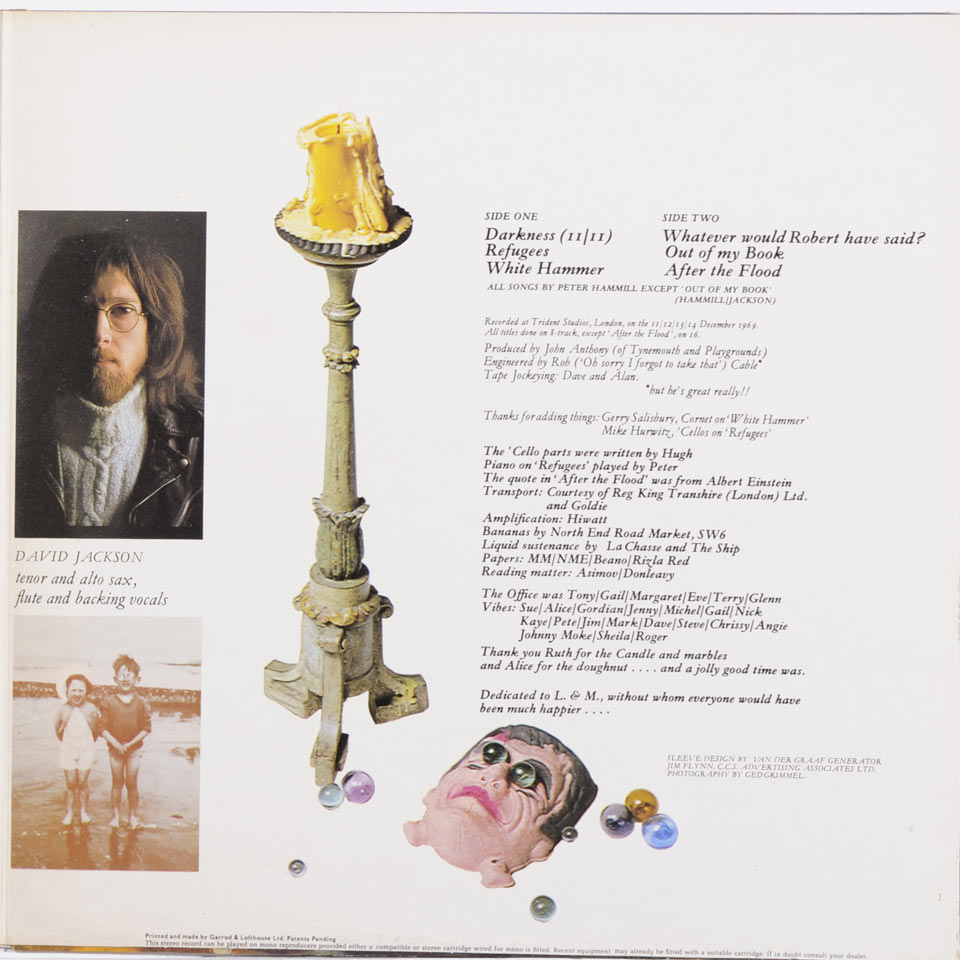 DAVID JACKSON
tenor and alto sax,
flute and backing vocals
SIDE ONE
Darkness (11/11)
Refugees
White Hammer
SIDE TWO
Whatever would Robert have said?
Out of my Book
After the Flood
ALL SONGS BY PETER HAMMILL EXCEPT 'OUT OF MY BOOK'
(HAMMILL/JACKSON)
Recorded at Trident Studios, London, on the 11/12/13/14 December 1969.
All titles done on 8-track, except 'After the Flood', on 16.
Produced by John Anthony (of Tynemouth and Playgrounds)
Engineered by Rob ('Oh sorry I forgot to take that') Cable*
Tape Jockeying: Dave and Alan.
*but he's great really!!
Thanks for adding things: Gerry Salisbury, Cornet on 'White Hammer'
Mike Hurwitz, 'Cellos on 'Refugees'
The 'Cello parts were written by Hugh
Piano on 'Refugees' played by Peter
The quote in 'After the Flood' was from Albert Einstein
Transport: Courtesy of Reg King Transhire (London) Ltd.
and Goldie
Amplification: Hiwatt
Bananas by North End Road Market, SW6
Liquid sustenance by La Chasse and The Ship
Papers: MM/NME/Beano/Rizla Red
Reading matter: Asimov/Donleavy
The Office was Tony/Gail/Margaret/Eve/Terry/Glenn
Vibes: Sue/Alice/Gordian/Jenny/Michel/Gail/Nick
Kaye/Pete/Jim/Mark/Dave/Steve/Chrissy/Angie
Johnny Moke/Sheila/Roger
Thank you Ruth for the Candle and marbles
and Alice for the doughnut . . . . and a jolly good time was.
Dedicated to L. & M., without whom everyone would have
been much happier . . . .
SLEEVE DESIGN BY VAN DER GRAAF GENERATOR
JIM FLYNN. C.C.S. ADVERTISING ASSOCIATES LTD.
PHOTOGRAPHY BY GED GRIMMEL.
Printed and made by Garrod & Lofthouse Ltd. Patents Pending
This stereo record can be played on mono reproducers provided either a compatible or stereo cartridge wired for mono is fitted. Recent equipment may already be fitted with a suitable cartridge. If in doubt consult your dealer.